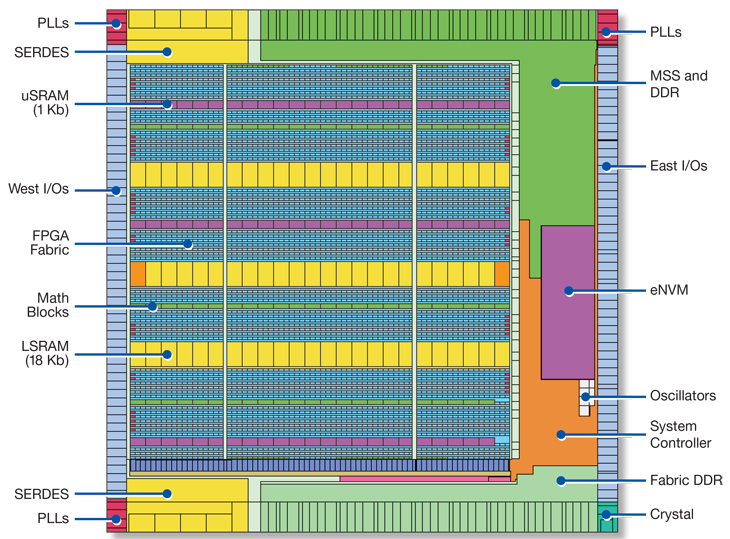 PLLs
SERDES
uSRAM
(1 Kb)
West I/Os
FPGA
Fabric
Math
Blocks
LSRAM
(18 Kb)
SERDES
PLLs
PLLs
MSS and
DDR
East I/Os
eNVM
Oscillators
System
Controller
Fabric DDR
Crystal